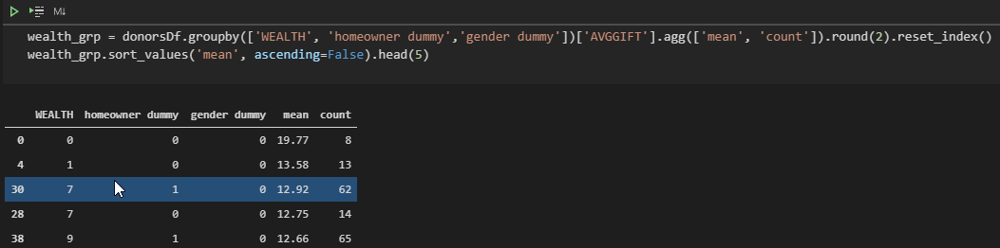 M↓
wealth_grp = donorsDf.groupby(['WEALTH', 'homeowner dummy','gender dummy'])['AVGGIFT'].agg(['mean', 'count']).round(2).reset_index()
wealth_grp.sort_values('mean', ascending=False).head(5)
WEALTH homeowner dummy gender dummy mean count
0 0 0 0 19.77 8
4 1 0 0 13.58 13
30 7 1 0 12.92 62
28 7 0 0 12.75 14
38 9 1 0 12.66 65